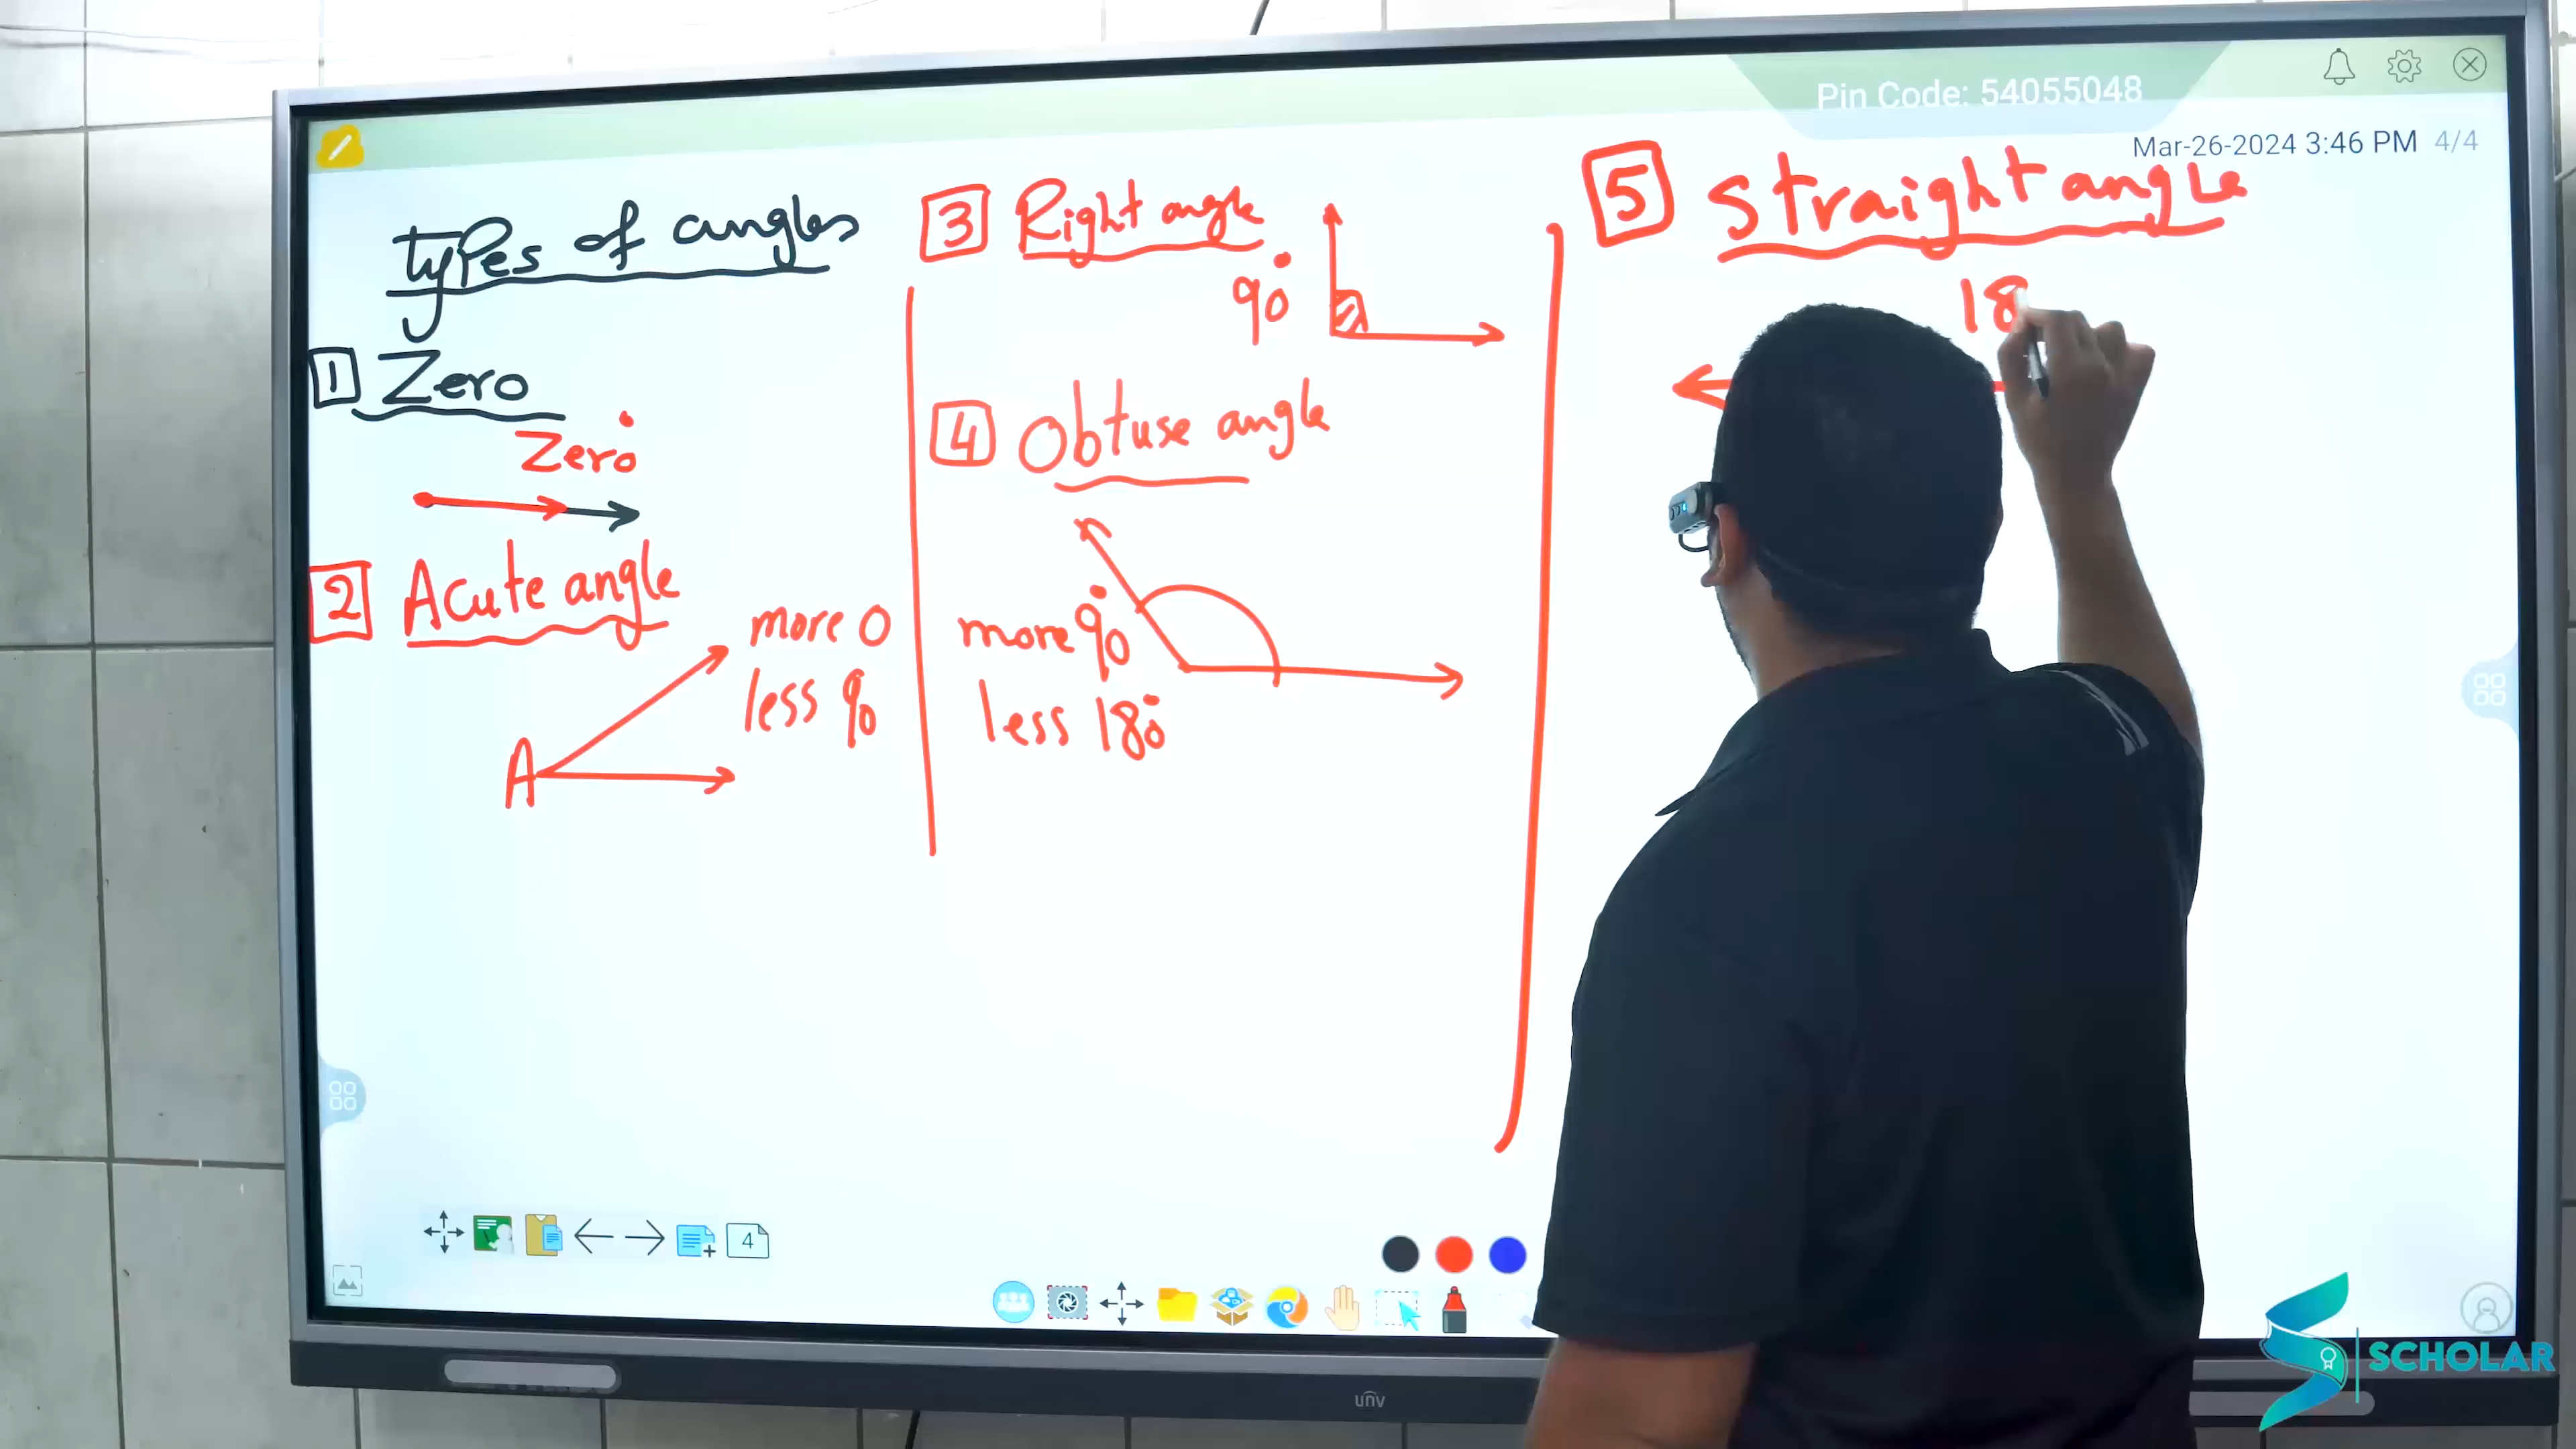 Pin Code: 54055048
Mar-26-2024 3:46 PM 4/4
types of angles
1 Zero
Zero°
2 Acute angle
more 0
less 90
A
3 Right angle
90°
4 Obtuse angle
more 90°
less 180°
5 Straight angle
18
4
unv
SCHOLAR